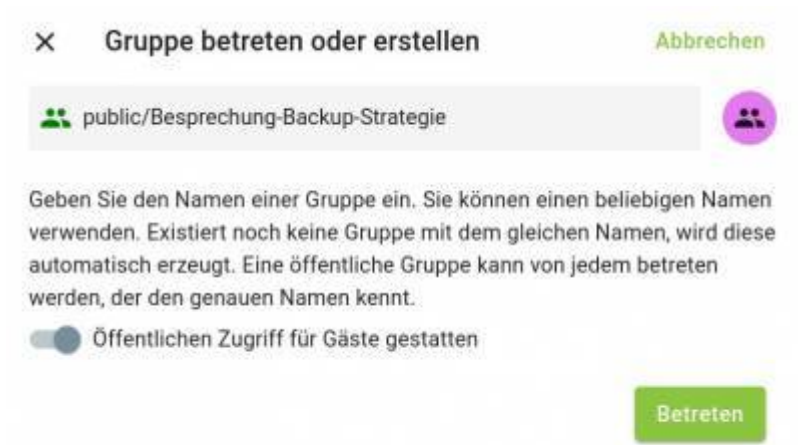 Gruppe betreten oder erstellen Abbrechen
public/Besprechung-Backup-Strategie
Geben Sie den Namen einer Gruppe ein. Sie können einen beliebigen Namen
verwenden. Existiert noch keine Gruppe mit dem gleichen Namen, wird diese
automatisch erzeugt. Eine öffentliche Gruppe kann von jedem betreten
werden, der den genauen Namen kennt.
Öffentlichen Zugriff für Gäste gestatten
Betreten